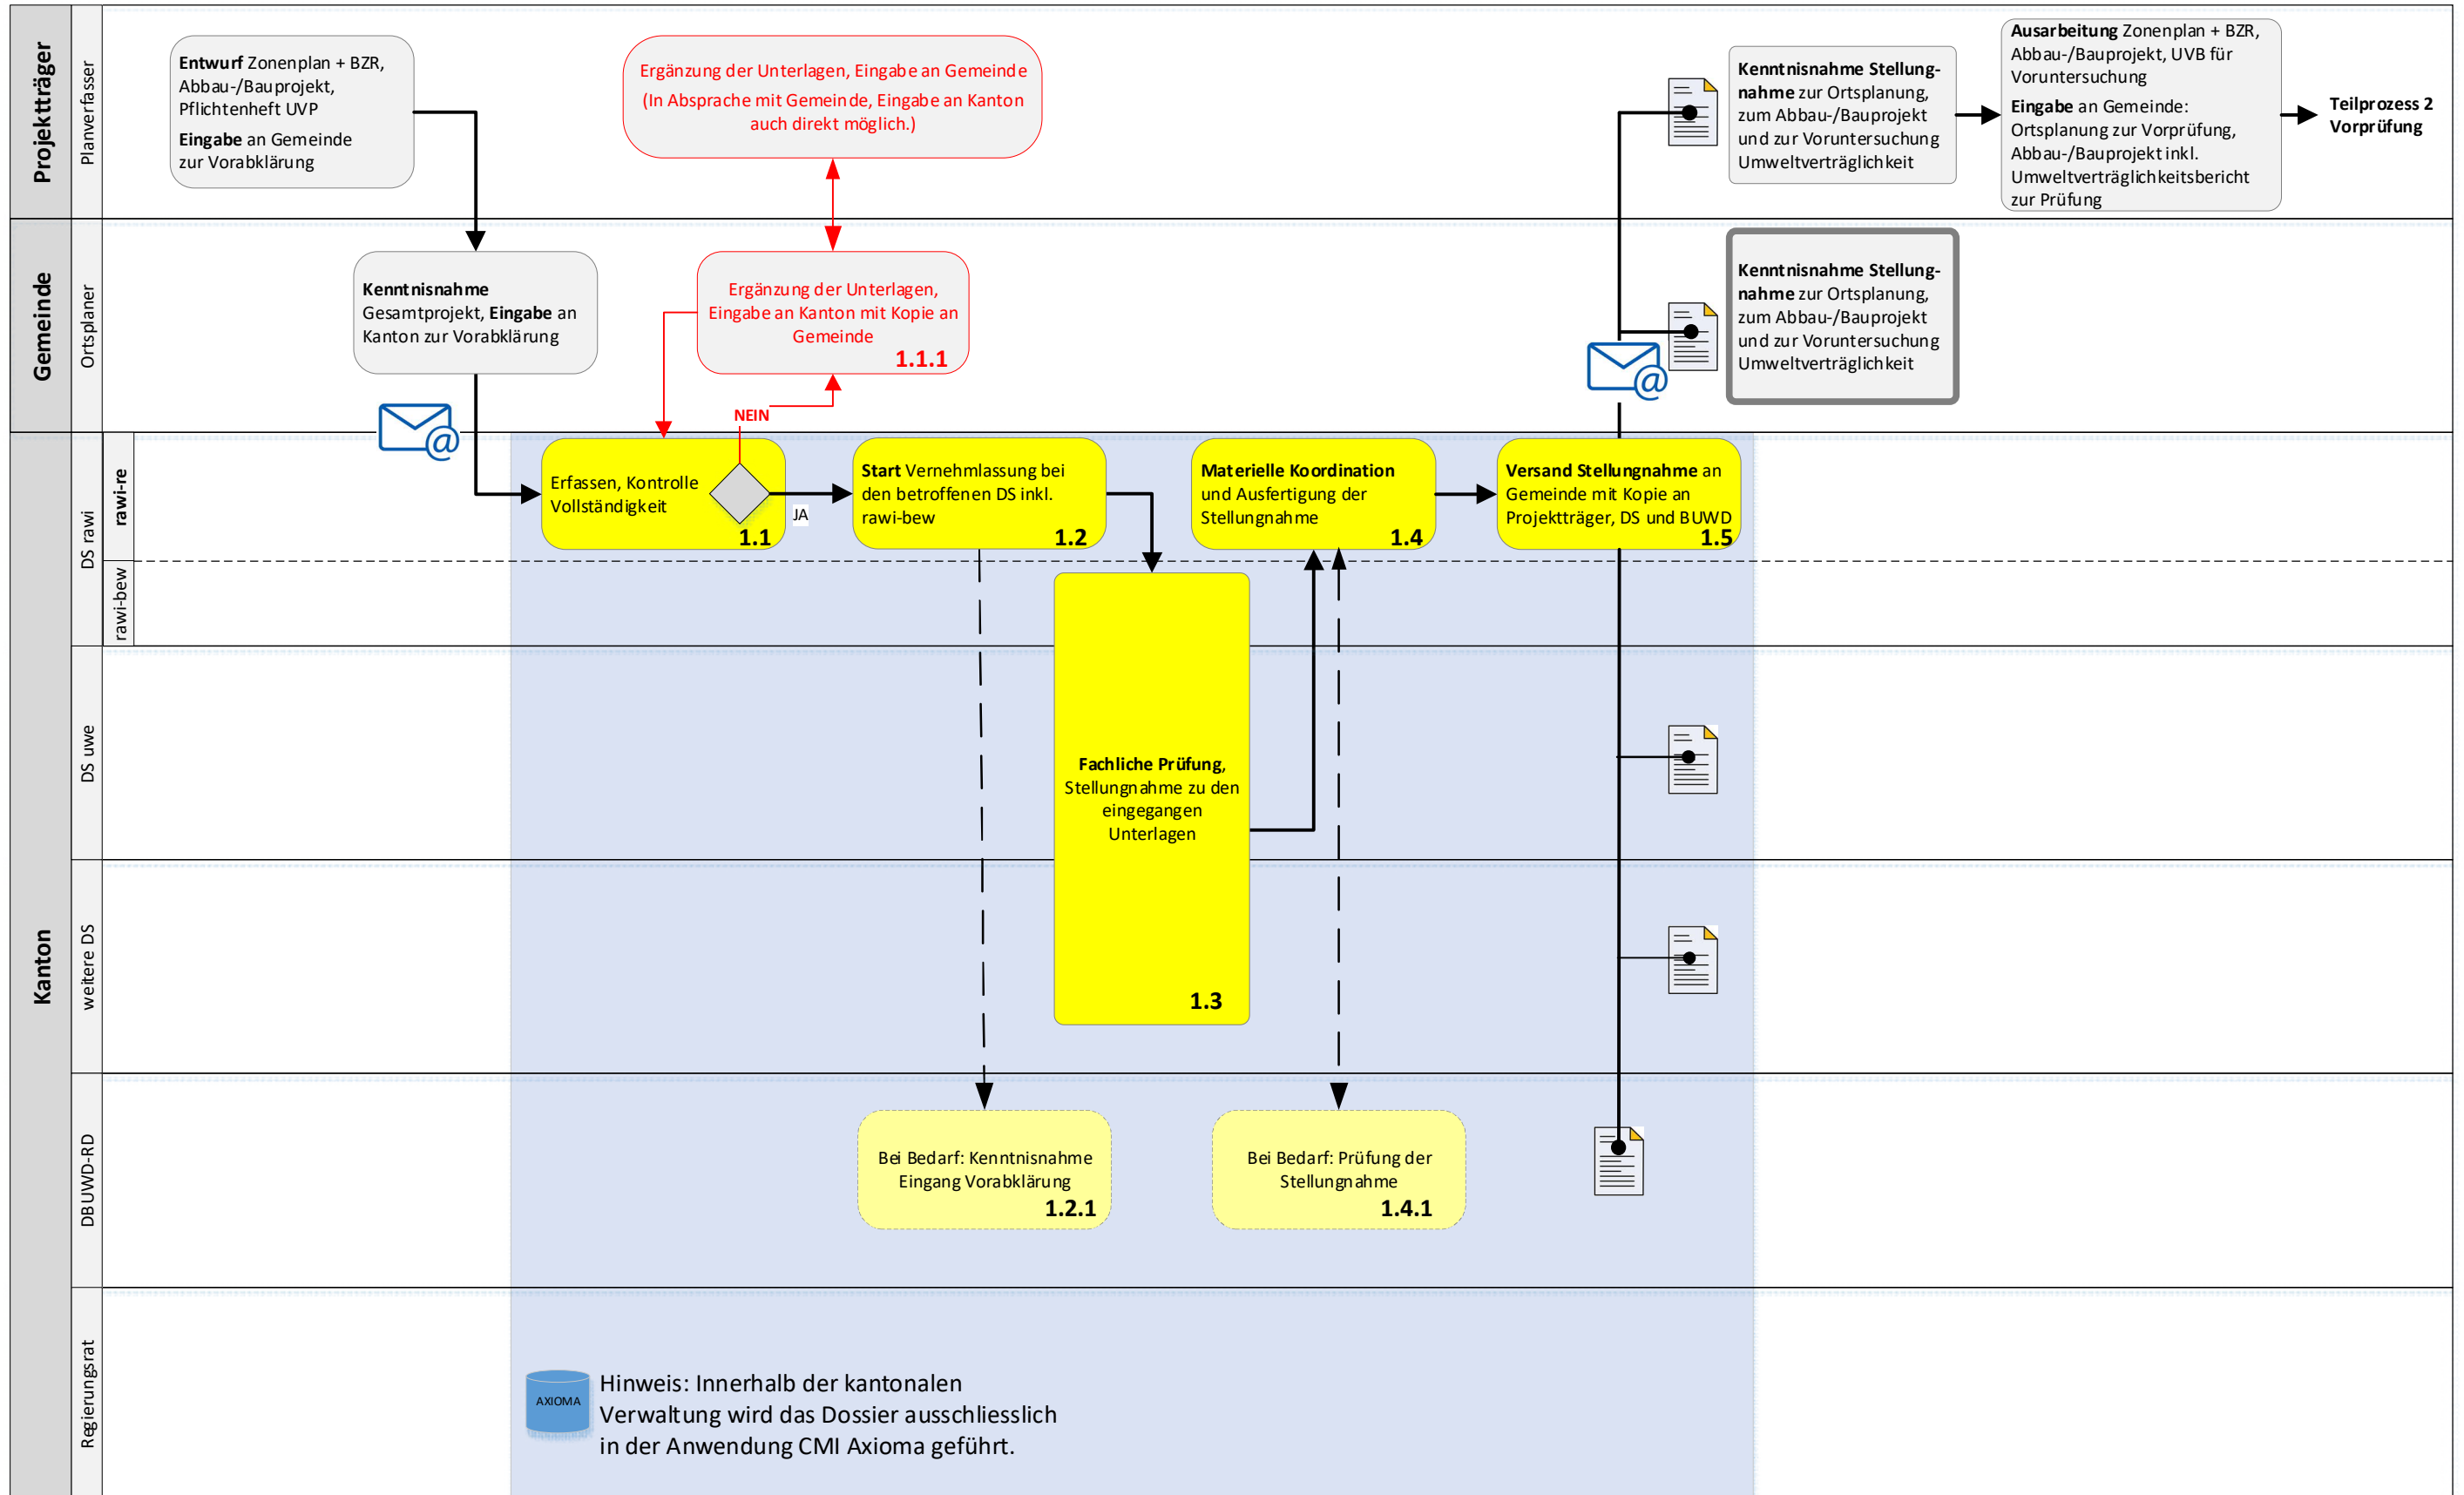 Projektträger
Planverfasser
Entwurf Zonenplan + BZR,
Abbau-/Bauprojekt,
Pflichtenheft UVP
Eingabe an Gemeinde
zur Vorabklärung
Ergänzung der Unterlagen, Eingabe an Gemeinde
(In Absprache mit Gemeinde, Eingabe an Kanton
auch direkt möglich.)
Kenntnisnahme Stellung-
nahme zur Ortsplanung,
zum Abbau-/Bauprojekt
und zur Voruntersuchung
Umweltverträglichkeit
Ausarbeitung Zonenplan + BZR,
Abbau-/Bauprojekt, UVB für
Voruntersuchung
Eingabe an Gemeinde:
Ortsplanung zur Vorprüfung,
Abbau-/Bauprojekt inkl.
Umweltverträglichkeitsbericht
zur Prüfung
Teilprozess 2
Vorprüfung
Gemeinde
Ortsplaner
Kenntnisnahme
Gesamtprojekt, Eingabe an
Kanton zur Vorabklärung
Ergänzung der Unterlagen,
Eingabe an Kanton mit Kopie an
Gemeinde
1.1.1
Kenntnisnahme Stellung-
nahme zur Ortsplanung,
zum Abbau-/Bauprojekt
und zur Voruntersuchung
Umweltverträglichkeit
@
@
NEIN
Kanton
DS rawi
rawi-re
rawi-bew
Erfassen, Kontrolle
Vollständigkeit
1.1
JA
Start Vernehmlassung bei
den betroffenen DS inkl.
rawi-bew
1.2
Materielle Koordination
und Ausfertigung der
Stellungnahme
1.4
Versand Stellungnahme an
Gemeinde mit Kopie an
Projektträger, DS und BUWD
1.5
DS uwe
Fachliche Prüfung,
Stellungnahme zu den
eingegangen
Unterlagen
1.3
weitere DS
DBUWD-RD
Bei Bedarf: Kenntnisnahme
Eingang Vorabklärung
1.2.1
Bei Bedarf: Prüfung der
Stellungnahme
1.4.1
Regierungsrat
AXIOMA
Hinweis: Innerhalb der kantonalen
Verwaltung wird das Dossier ausschliesslich
in der Anwendung CMI Axioma geführt.